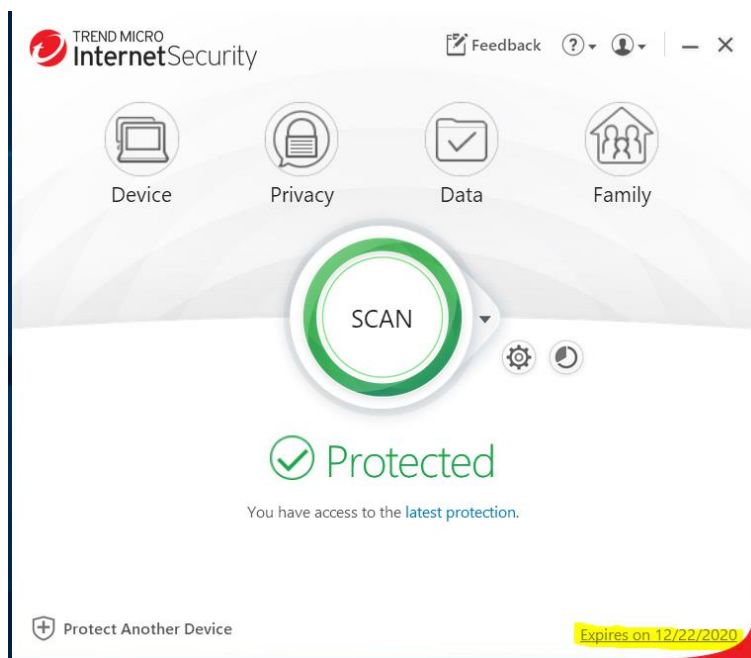 TREND MICRO
InternetSecurity
Feedback
?
Device Privacy Data Family
SCAN
Protected
You have access to the latest protection.
Protect Another Device
Expires on 12/22/2020